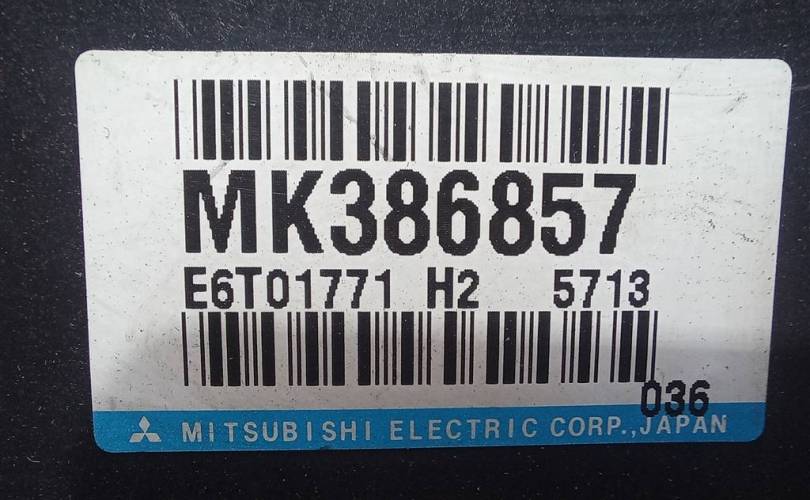 MK386857
E6T01771 H2 5713
036
MITSUBISHI ELECTRIC CORP.,JAPAN